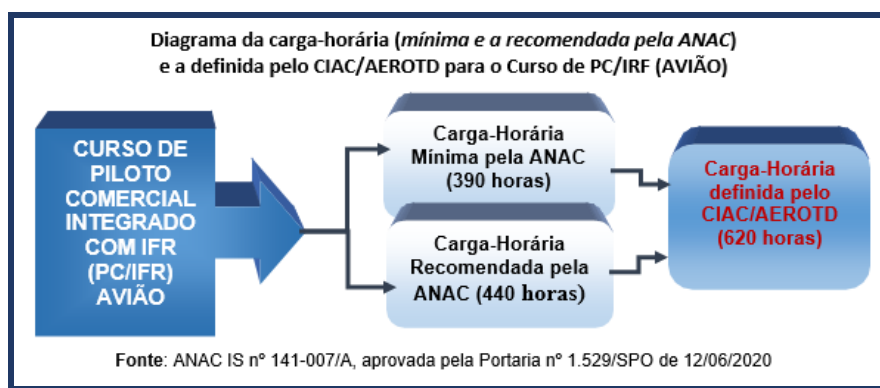 Diagrama da carga-horária (mínima e a recomendada pela ANAC)
e a definida pelo CIAC/AEROTD para o Curso de PC/IRF (AVIÃO)
CURSO DE
PILOTO
COMERCIAL
INTEGRADO
COM IFR
(PC/IFR)
AVIÃO
Carga-Horária
Mínima pela ANAC
(390 horas)
Carga-Horária
Recomendada pela
ANAC (440 horas)
Carga-Horária
definida pelo
CIAC/AEROTD
(620 horas)
Fonte: ANAC IS nº 141-007/A, aprovada pela Portaria nº 1.529/SPO de 12/06/2020